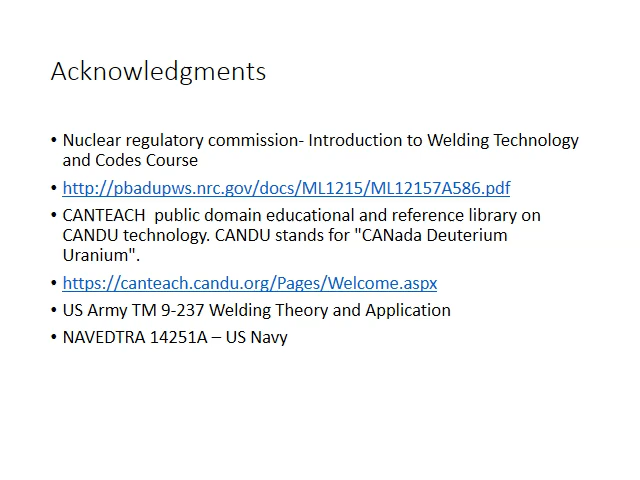 Acknowledgments
• Nuclear regulatory commission- Introduction to Welding Technology
and Codes Course
• http://pbadupws.nrc.gov/docs/ML1215/ML12157A586.pdf
• CANTEACH  public domain educational and reference library on
CANDU technology. CANDU stands for "CANada Deuterium
Uranium".
• https://canteach.candu.org/Pages/Welcome.aspx
• US Army TM 9-237 Welding Theory and Application
• NAVEDTRA 14251A – US Navy